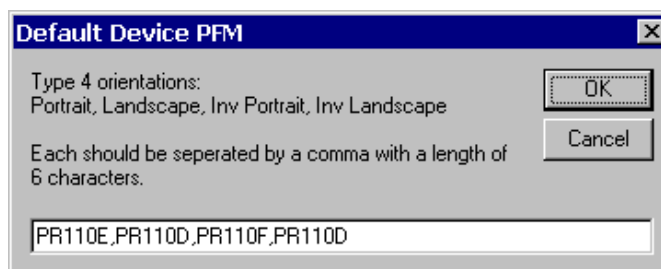 Default Device PFM
Type 4 orientations:
Portrait, Landscape, Inv Portrait, Inv Landscape
OK
Cancel
Each should be seperated by a comma with a length of
6 characters.
PR110E,PR110D,PR110F,PR110D